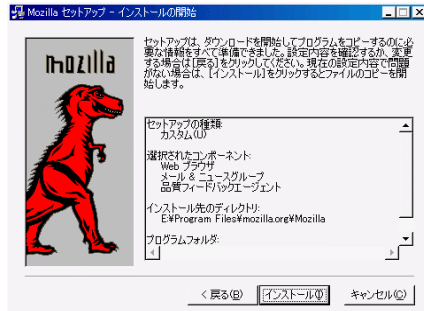 Mozilla セットアップ - インストールの開始
mozilla
セットアップは、ダウンロードを開始してプログラムをコピーするのに必
要な情報をすべて準備できました。設定内容を確認するか、変更
する場合は[戻る]をクリックしてください。現在の設定内容で問題
がない場合は、[インストール]をクリックするとファイルのコピーを開
始します。
セットアップの種類:
カスタム(U)
選択されたコンポーネント:
Web ブラウザ
メール & ニュースグループ
品質フィードバックエージェント
インストール先のディレクトリ:
E:¥Program Files¥mozilla.org¥Mozilla
プログラムフォルダ:
< 戻る(B)
インストール(I)
キャンセル(C)